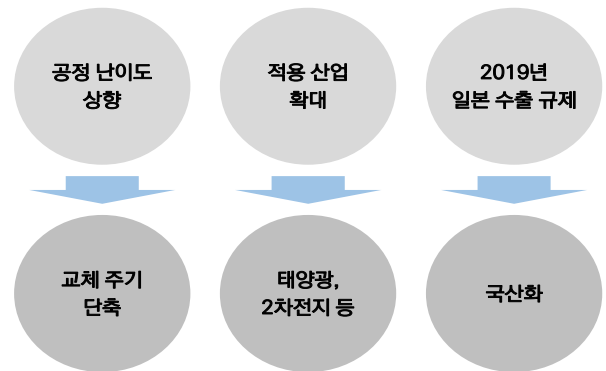 공정 난이도
상향
적용 산업
확대
2019년
일본 수출 규제
교체 주기
단축
태양광,
2차전지 등
국산화